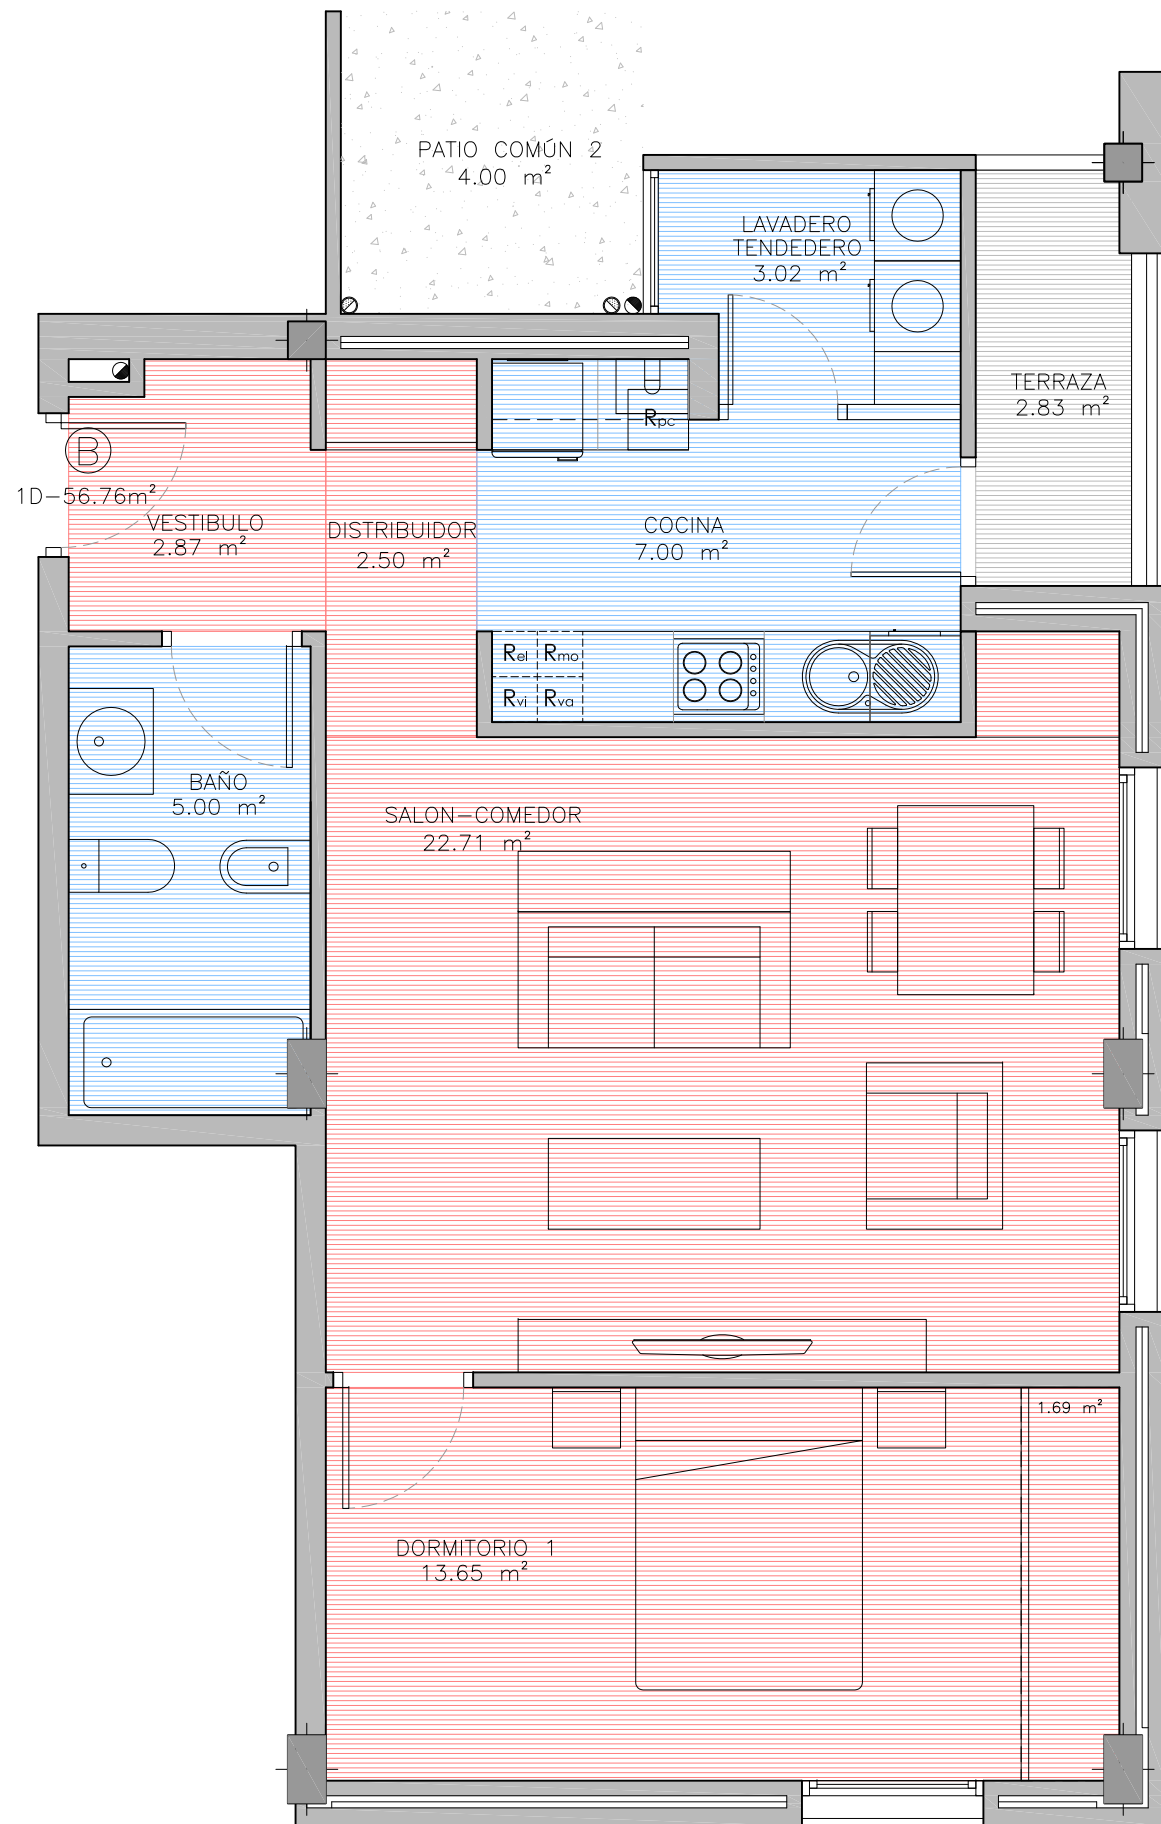 PATIO COMÚN 2
4.00 m²
LAVADERO
TENDEDERO
3.02 m²
TERRAZA
2.83 m²
Rpc
B
1D-56.76m²
VESTIBULO
2.87 m²
DISTRIBUIDOR
2.50 m²
COCINA
7.00 m²
Rel Rmo
Rvi Rva
BAÑO
5.00 m²
SALON-COMEDOR
22.71 m²
1.69 m²
DORMITORIO 1
13.65 m²